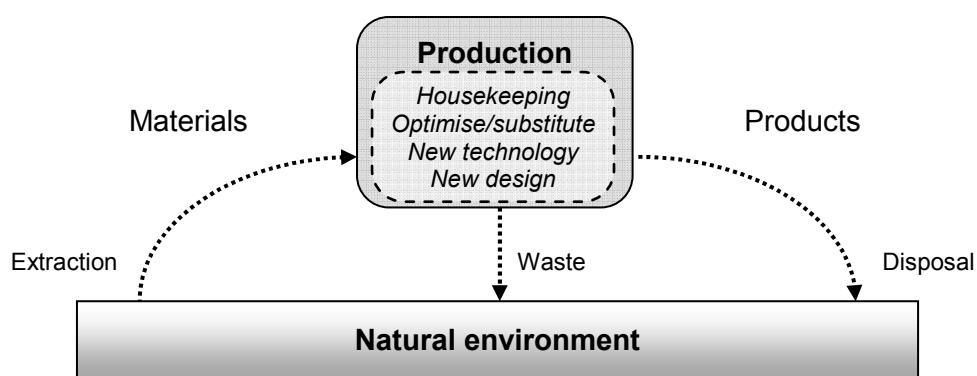 Production
Housekeeping
Optimise/substitute
New technology
New design
Materials
Products
Extraction
Waste
Disposal
Natural environment